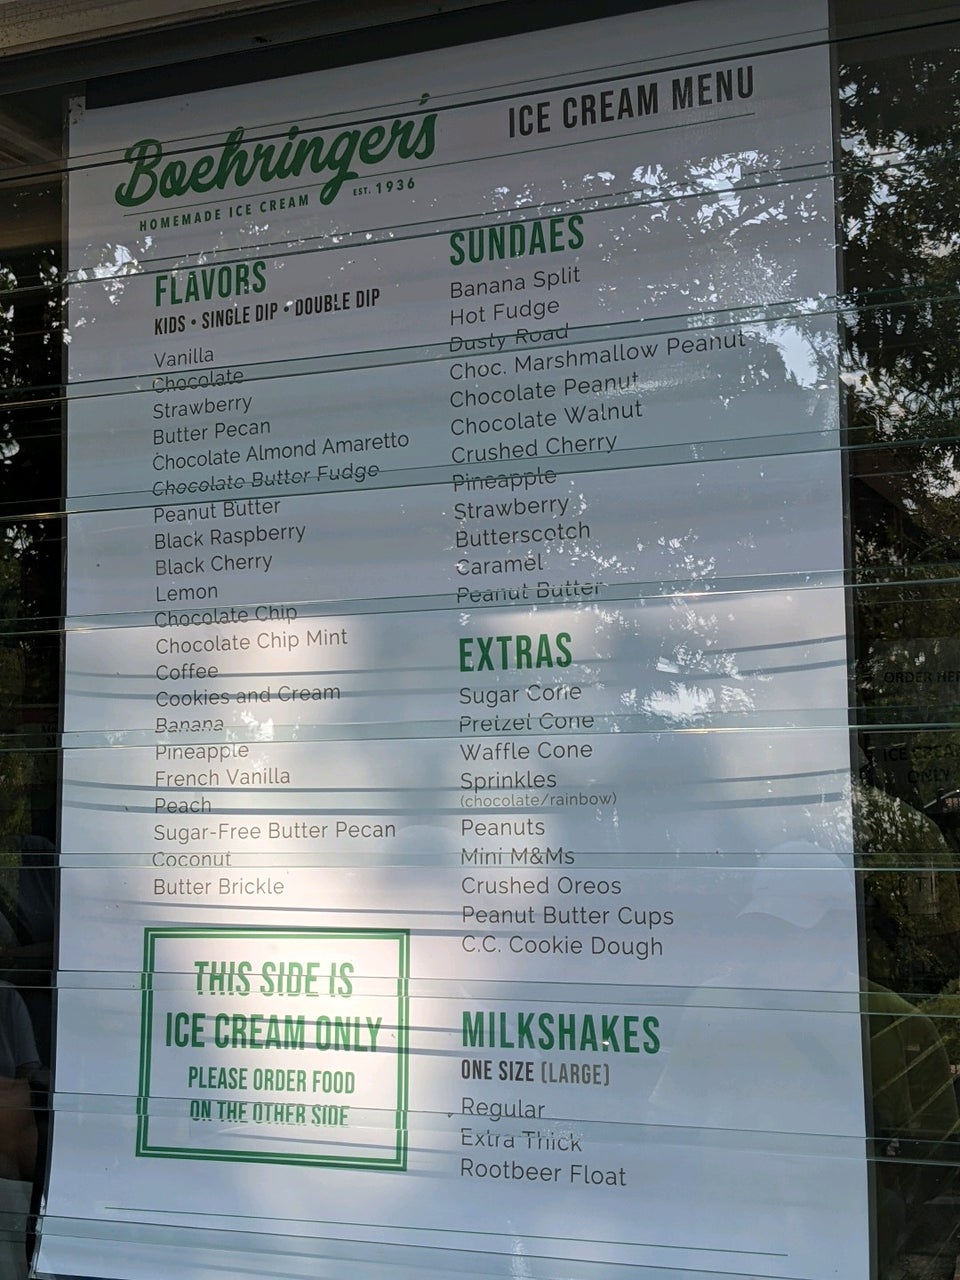 Boehringer's
HOMEMADE ICE CREAM EST. 1936
ICE CREAM MENU
FLAVORS
KIDS • SINGLE DIP • DOUBLE DIP
Vanilla
Chocolate
Strawberry
Butter Pecan
Chocolate Almond Amaretto
Chocolate Butter Fudge
Peanut Butter
Black Raspberry
Black Cherry
Lemon
Chocolate Chip
Chocolate Chip Mint
Coffee
Cookies and Cream
Banana
Pineapple
French Vanilla
Peach
Sugar-Free Butter Pecan
Coconut
Butter Brickle
THIS SIDE IS
ICE CREAM ONLY
PLEASE ORDER FOOD
ON THE OTHER SIDE
SUNDAES
Banana Split
Hot Fudge
Dusty Road
Choc. Marshmallow Peanut
Chocolate Peanut
Chocolate Walnut
Crushed Cherry
Pineapple
Strawberry
Butterscotch
Caramel
Peanut Butter
EXTRAS
Sugar Cone
Pretzel Cone
Waffle Cone
Sprinkles
(chocolate/rainbow)
Peanuts
Mini M&Ms
Crushed Oreos
Peanut Butter Cups
C.C. Cookie Dough
MILKSHAKES
ONE SIZE (LARGE)
Regular
Extra Thick
Rootbeer Float
ORDER
ICE
ONLY